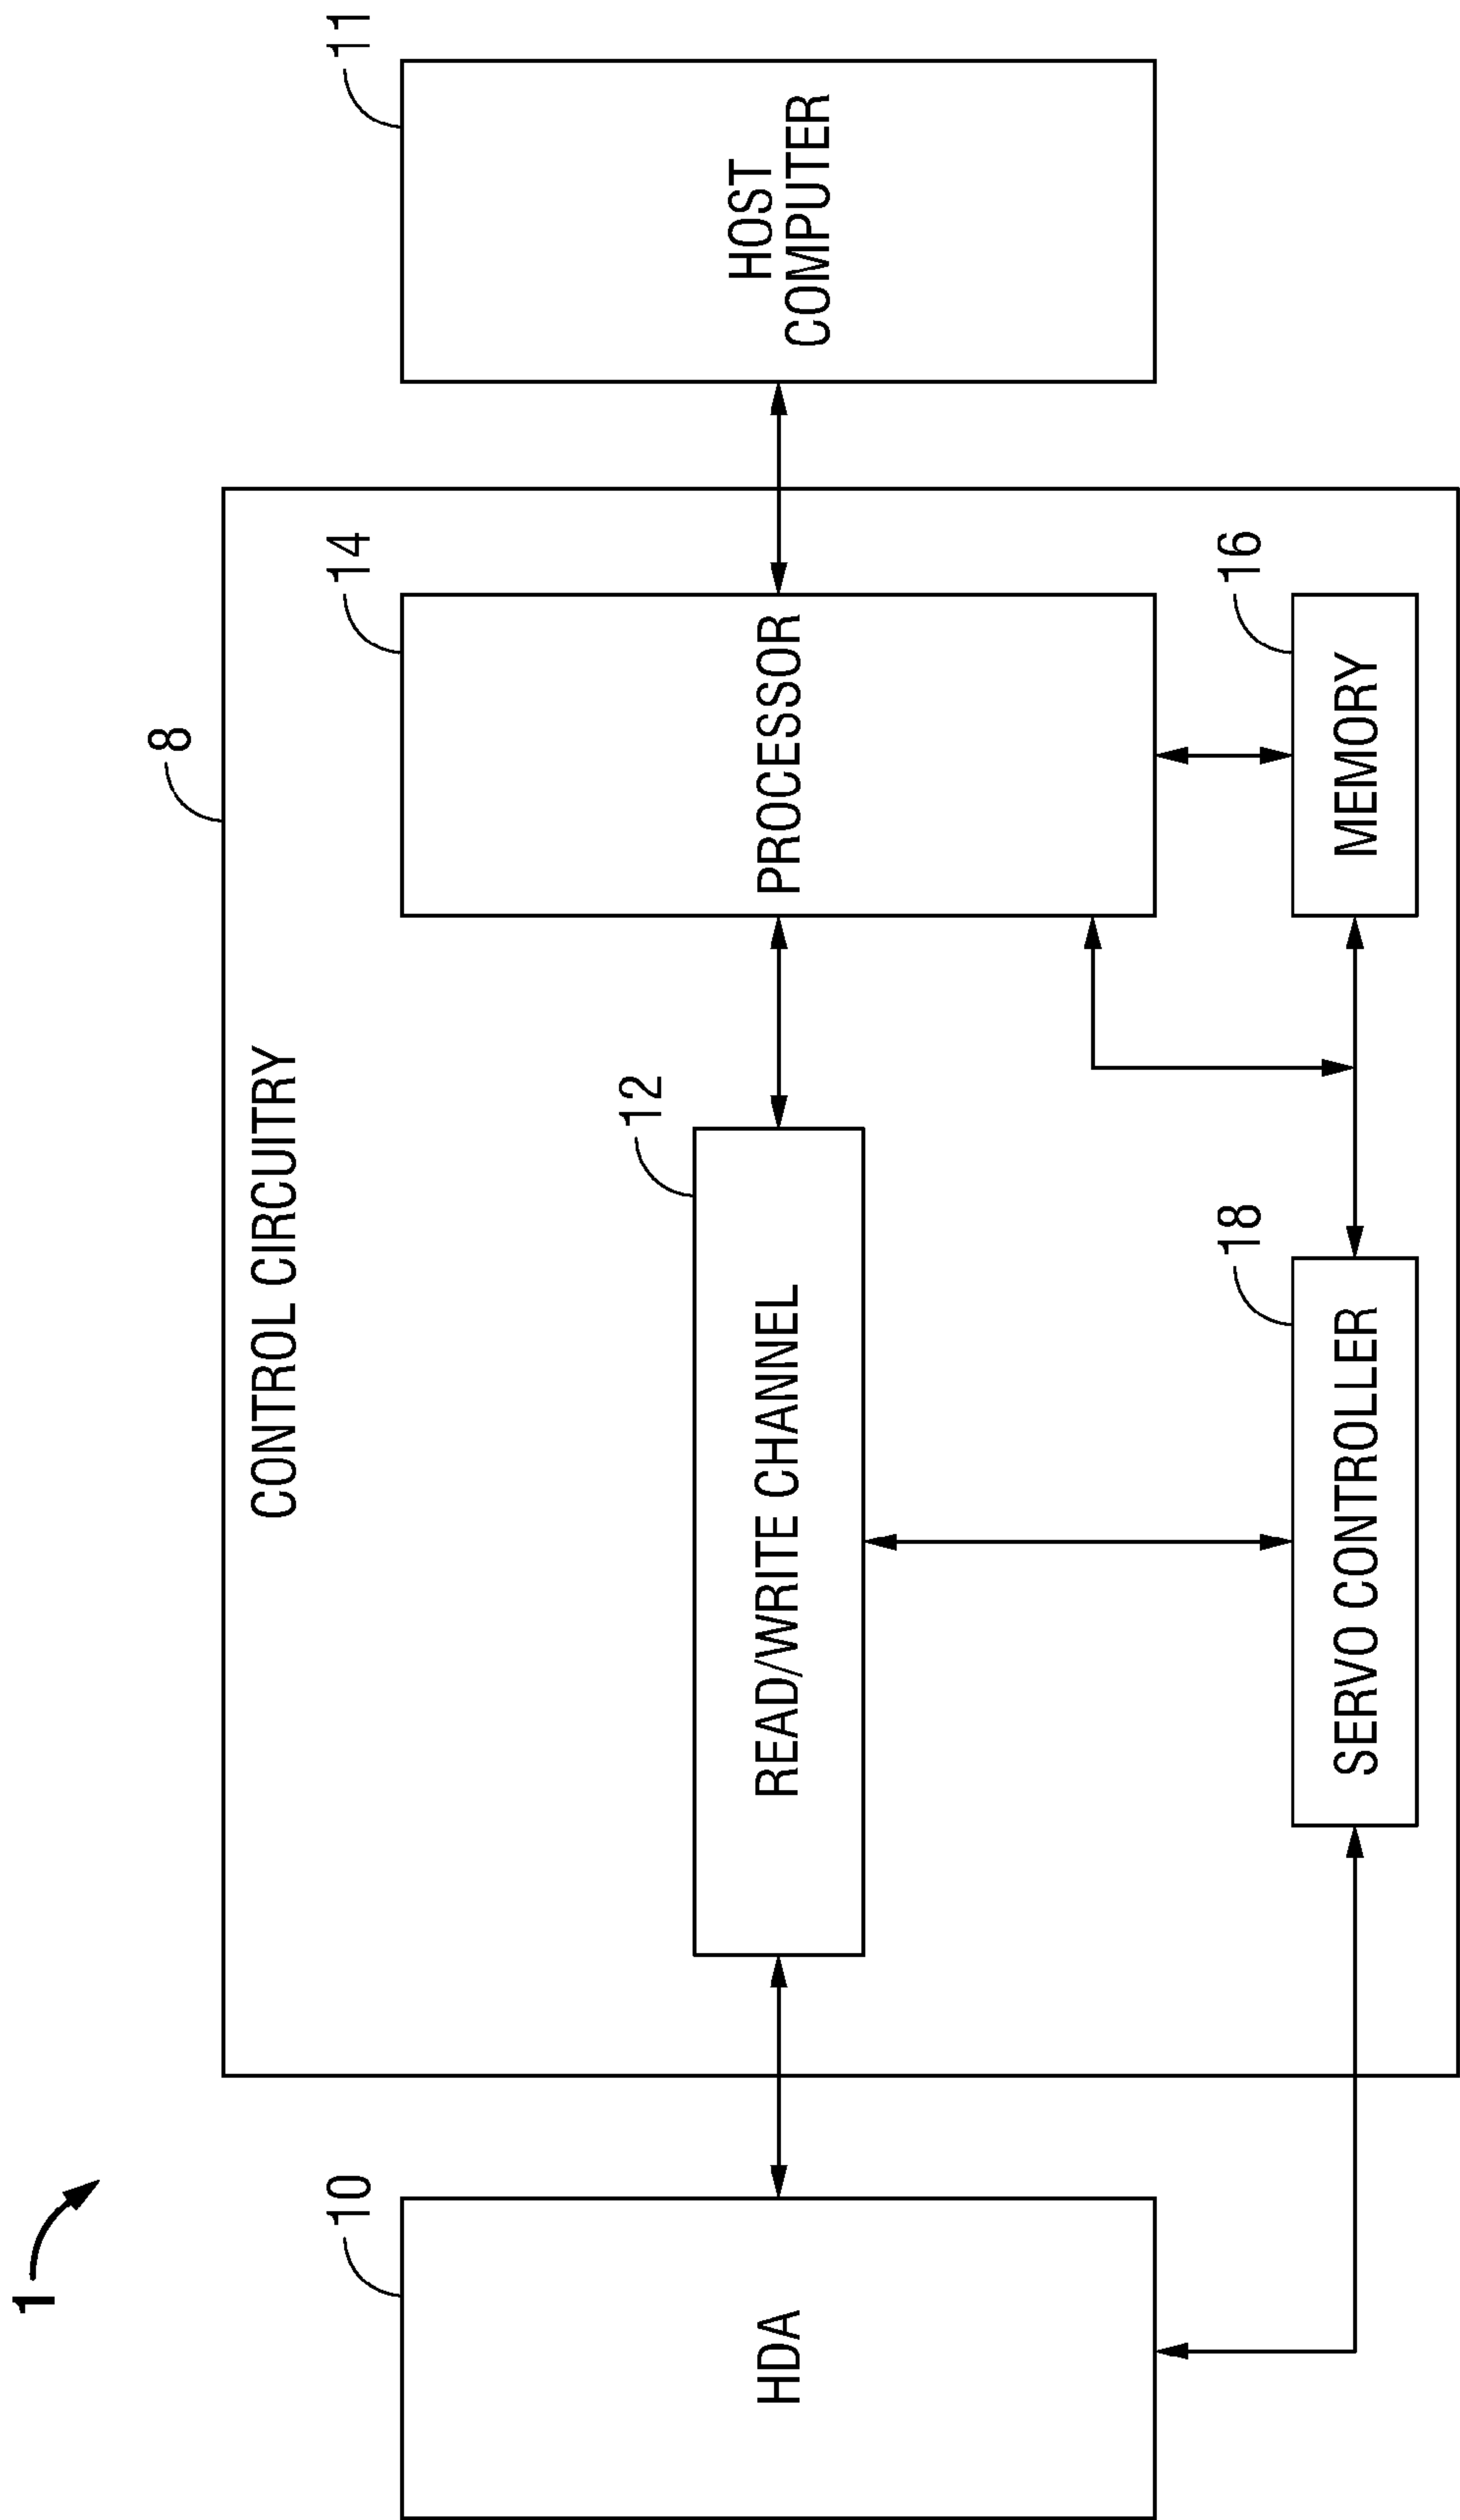 1
8
CONTROL CIRCUITRY
10
HDA
12
READ/WRITE CHANNEL
14
PROCESSOR
11
HOST
COMPUTER
18
SERVO CONTROLLER
16
MEMORY